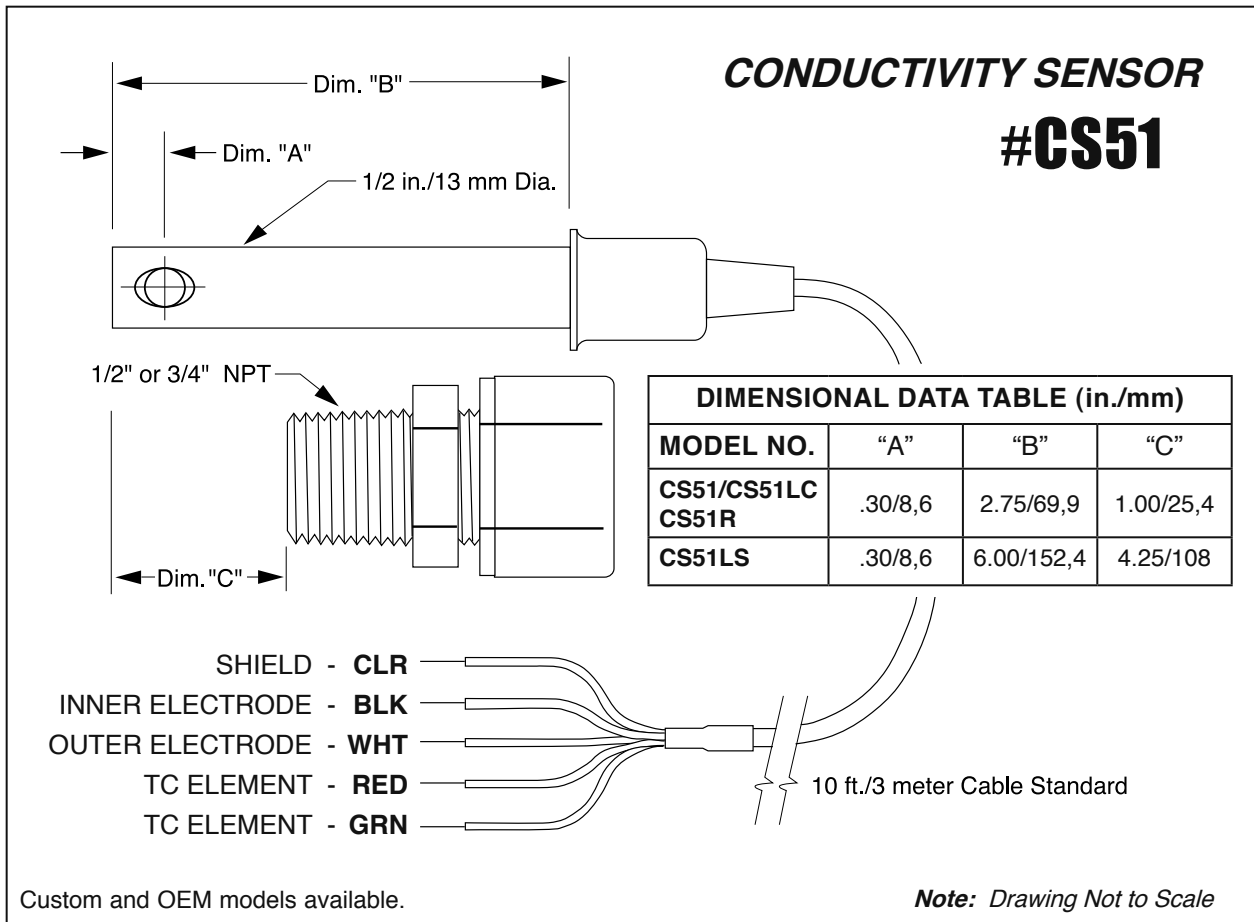 CONDUCTIVITY SENSOR
#CS51
Dim. "B"
Dim. "A"
1/2 in./13 mm Dia.
1/2" or 3/4" NPT
Dim."C"
DIMENSIONAL DATA TABLE (in./mm)
MODEL NO. “A” “B” “C”
CS51/CS51LC
CS51R .30/8,6 2.75/69,9 1.00/25,4
CS51LS .30/8,6 6.00/152,4 4.25/108
SHIELD - CLR
INNER ELECTRODE - BLK
OUTER ELECTRODE - WHT
TC ELEMENT - RED
TC ELEMENT - GRN
10 ft./3 meter Cable Standard
Custom and OEM models available.
Note: Drawing Not to Scale